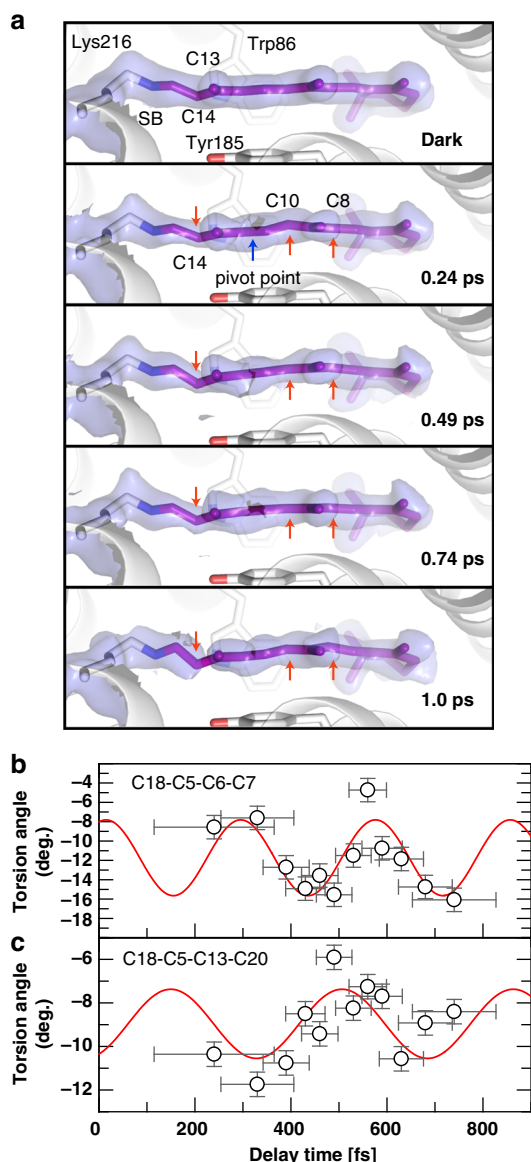 a
Lys216
C13
Trp86
SB
C14
Tyr185
Dark
C10
C8
C14
pivot point
0.24 ps
0.49 ps
0.74 ps
1.0 ps
b
C18-C5-C6-C7
Torsion angle
(deg.)
−4
−6
−8
−10
−12
−14
−16
c
C18-C5-C13-C20
Torsion angle
(deg.)
−6
−8
−10
−12
0
200
400
600
800
Delay time [fs]